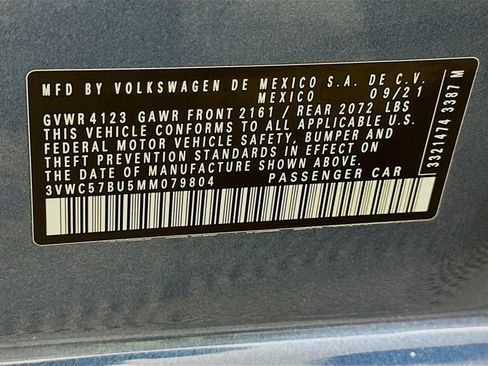 MFD BY VOLKSWAGEN DE MEXICO S.A. DE C.V.
MEXICO 09/21
GVWR 4123 GAWR FRONT 2161 / REAR 2072 LBS
THIS VEHICLE CONFORMS TO ALL APPLICABLE U.S.
FEDERAL MOTOR VEHICLE SAFETY, BUMPER AND
THEFT PREVENTION STANDARDS IN EFFECT
ON THE DATE OF MANUFACTURE SHOWN ABOVE.
3VWC57BU5MM079804 PASSENGER CAR
3321474 3387 M